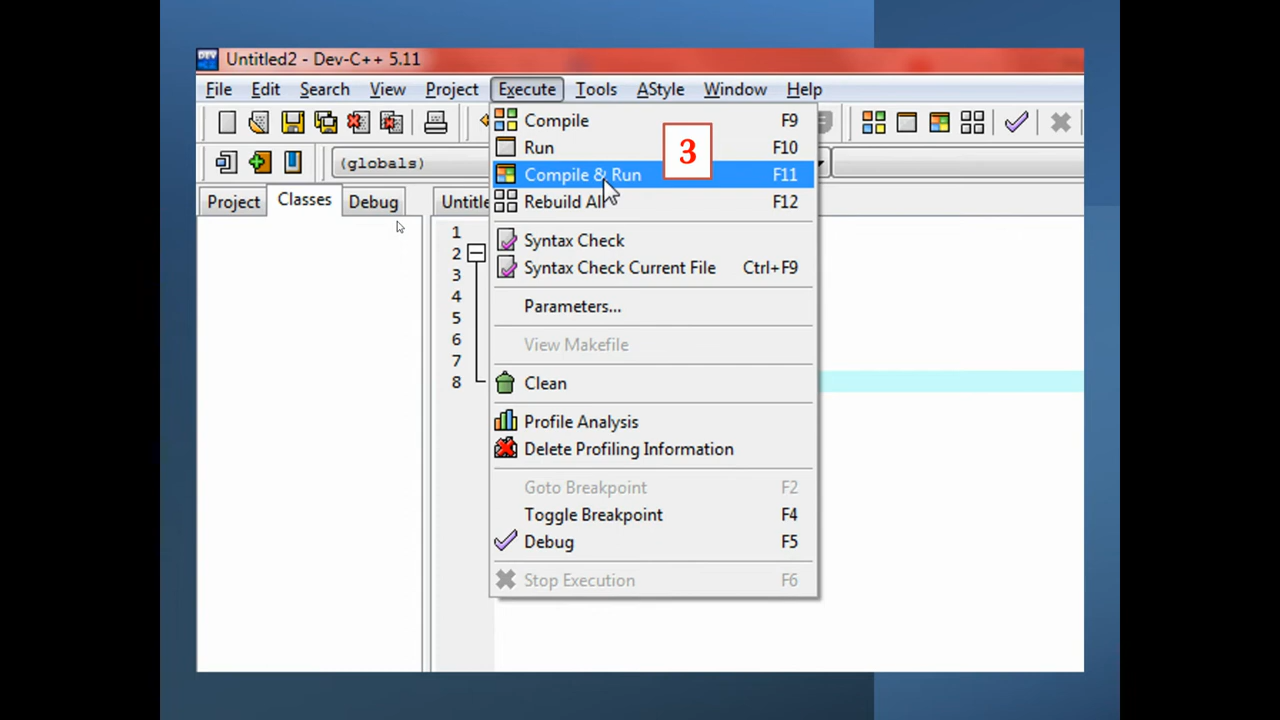 DEV
Untitled2 - Dev-C++ 5.11
File Edit Search View Project Execute Tools AStyle Window Help
(globals)
Project Classes Debug
Compile F9
Run F10
3
Compile & Run F11
Rebuild All F12
Syntax Check
Syntax Check Current File Ctrl+F9
Parameters...
View Makefile
Clean
Profile Analysis
Delete Profiling Information
Goto Breakpoint F2
Toggle Breakpoint F4
Debug F5
Stop Execution F6
1
2
3
4
5
6
7
8